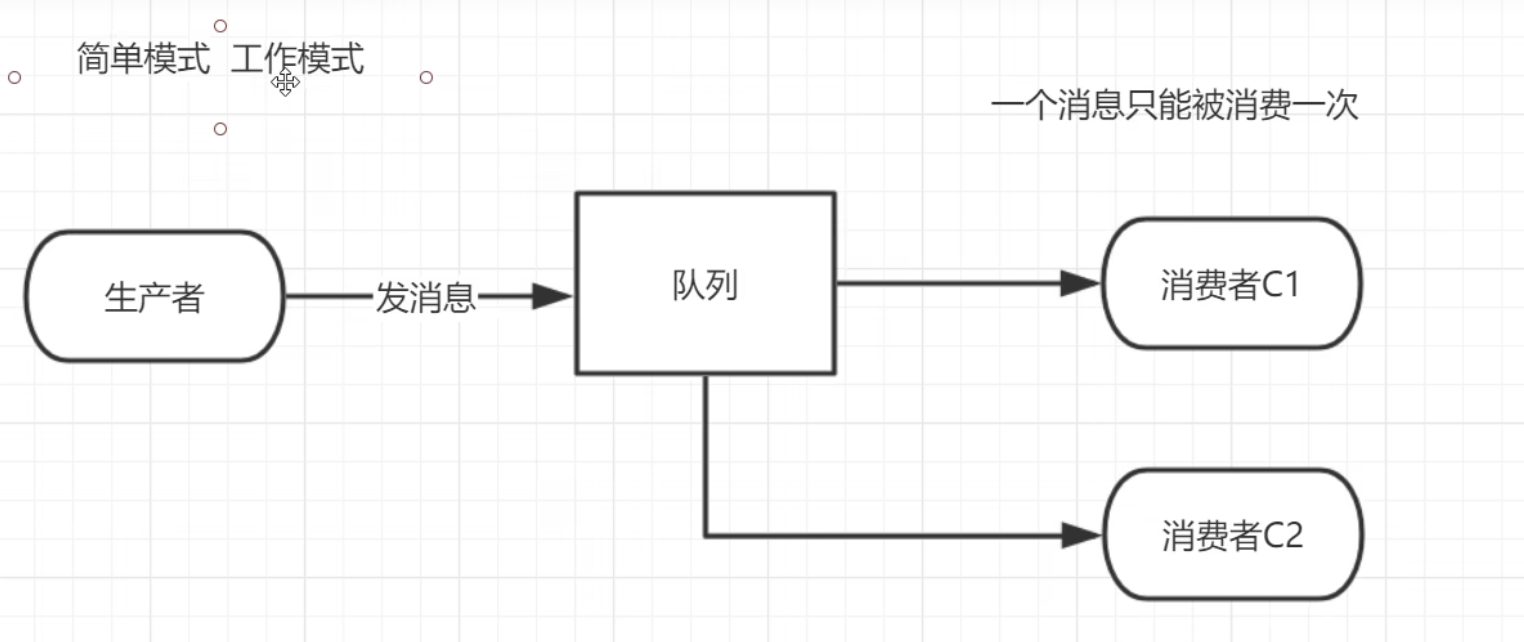 简单模式 工作模式
一个消息只能被消费一次
生产者
发消息
队列
消费者C1
消费者C2